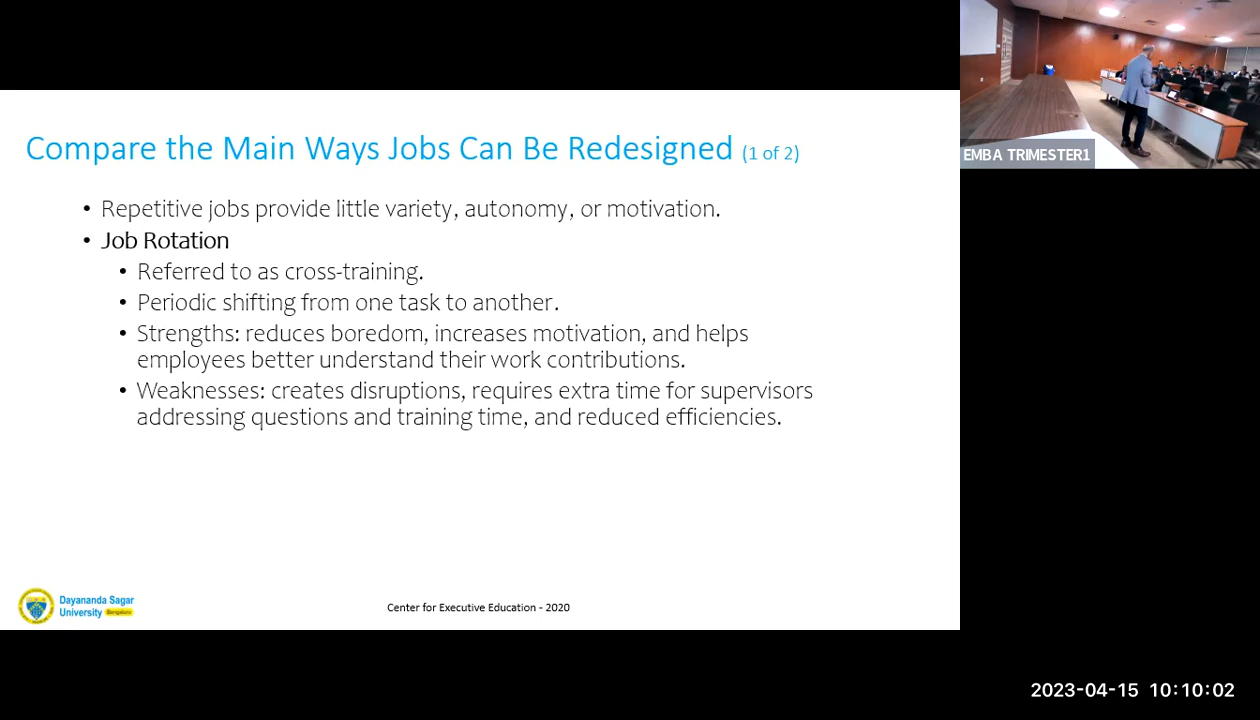 Compare the Main Ways Jobs Can Be Redesigned (1 of 2)
• Repetitive jobs provide little variety, autonomy, or motivation.
• Job Rotation
• Referred to as cross-training.
• Periodic shifting from one task to another.
• Strengths: reduces boredom, increases motivation, and helps
employees better understand their work contributions.
• Weaknesses: creates disruptions, requires extra time for supervisors
addressing questions and training time, and reduced efficiencies.
Dayananda Sagar
University Bengaluru
Center for Executive Education - 2020
EMBA TRIMESTER1
2023-04-15 10:10:02